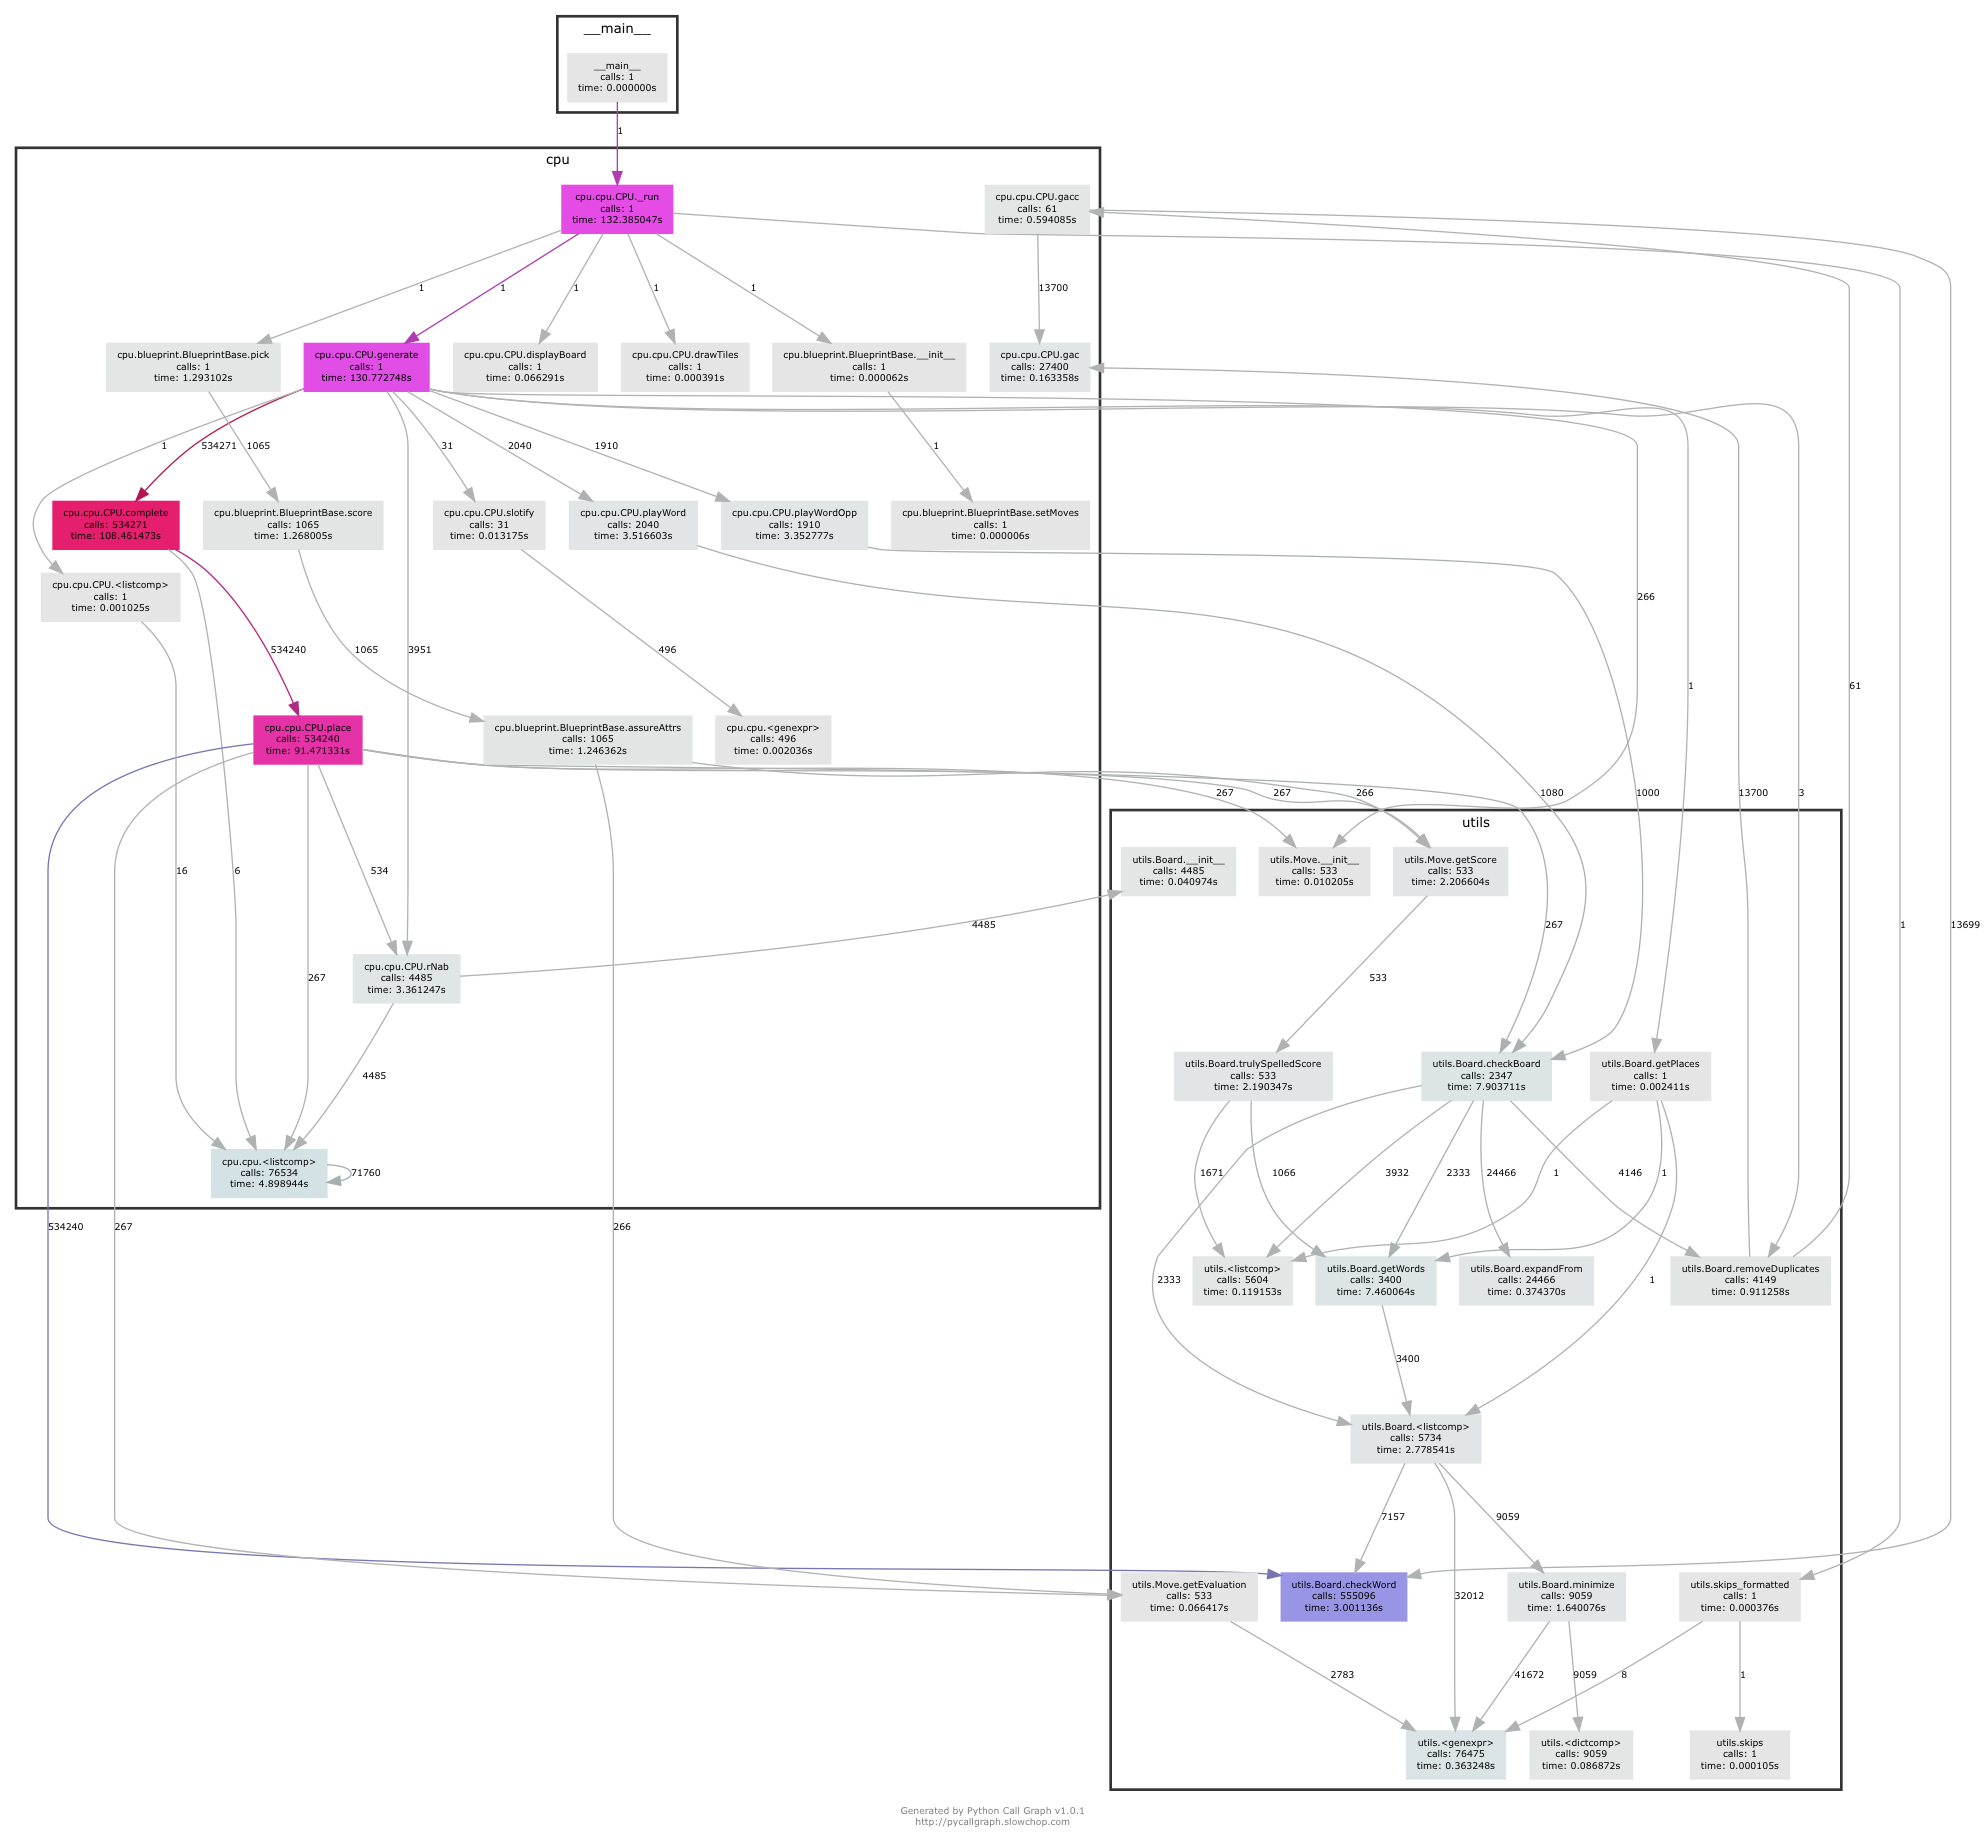 __main__
__main__
calls: 1
time: 0.000000s
1
cpu
cpu.cpu.CPU._run
calls: 1
time: 132.385047s
cpu.cpu.CPU.gacc
calls: 61
time: 0.594085s
1
1
1
1
1
13700
cpu.blueprint.BlueprintBase.pick
calls: 1
time: 1.293102s
cpu.cpu.CPU.generate
calls: 1
time: 130.772748s
cpu.cpu.CPU.displayBoard
calls: 1
time: 0.066291s
cpu.cpu.CPU.drawTiles
calls: 1
time: 0.000391s
cpu.blueprint.BlueprintBase.__init__
calls: 1
time: 0.000062s
cpu.cpu.CPU.gac
calls: 27400
time: 0.163358s
1
534271
1065
31
2040
1910
1
cpu.cpu.CPU.complete
calls: 534271
time: 108.461473s
cpu.blueprint.BlueprintBase.score
calls: 1065
time: 1.268005s
cpu.cpu.CPU.slotify
calls: 31
time: 0.013175s
cpu.cpu.CPU.playWord
calls: 2040
time: 3.516603s
cpu.cpu.CPU.playWordOpp
calls: 1910
time: 3.352777s
cpu.blueprint.BlueprintBase.setMoves
calls: 1
time: 0.000006s
cpu.cpu.CPU.<listcomp>
calls: 1
time: 0.001025s
266
534240
1065
3951
496
1
61
cpu.cpu.CPU.place
calls: 534240
time: 91.471331s
cpu.blueprint.BlueprintBase.assureAttrs
calls: 1065
time: 1.246362s
cpu.cpu.<genexpr>
calls: 496
time: 0.002036s
267
267
266
1080
1000
13700
3
utils
16
6
534
utils.Board.__init__
calls: 4485
time: 0.040974s
utils.Move.__init__
calls: 533
time: 0.010205s
utils.Move.getScore
calls: 533
time: 2.206604s
4485
267
1
13699
cpu.cpu.CPU.rNab
calls: 4485
time: 3.361247s
267
533
4485
utils.Board.trulySpelledScore
calls: 533
time: 2.190347s
utils.Board.checkBoard
calls: 2347
time: 7.903711s
utils.Board.getPlaces
calls: 1
time: 0.002411s
cpu.cpu.<listcomp>
calls: 76534
time: 4.898944s
71760
1671
1066
3932
2333
24466
1
4146
1
534240
267
266
utils.<listcomp>
calls: 5604
time: 0.119153s
utils.Board.getWords
calls: 3400
time: 7.460064s
utils.Board.expandFrom
calls: 24466
time: 0.374370s
utils.Board.removeDuplicates
calls: 4149
time: 0.911258s
2333
1
3400
utils.Board.<listcomp>
calls: 5734
time: 2.778541s
7157
9059
utils.Move.getEvaluation
calls: 533
time: 0.066417s
utils.Board.checkWord
calls: 555096
time: 3.001136s
32012
utils.Board.minimize
calls: 9059
time: 1.640076s
utils.skips_formatted
calls: 1
time: 0.000376s
2783
41672
9059
8
1
utils.<genexpr>
calls: 76475
time: 0.363248s
utils.<dictcomp>
calls: 9059
time: 0.086872s
utils.skips
calls: 1
time: 0.000105s
Generated by Python Call Graph v1.0.1
http://pycallgraph.slowchop.com